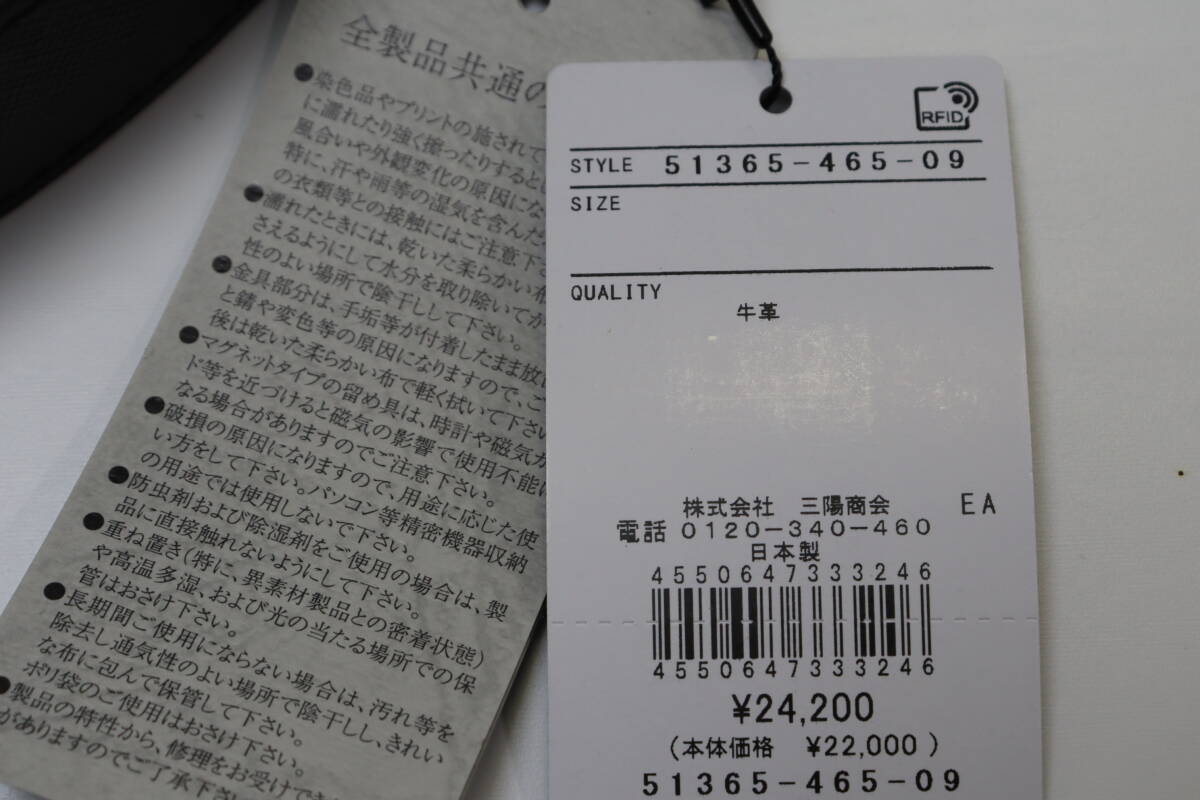 全製品共通の
●染色品やプリントの施されて
に濡れたり強く擦ったりすると
風合いや外観変化の原因にな
特に、汗や雨等の湿気を含んだ
の衣類等との接触にはご注意下
●濡れたときには、乾いた柔らかい布
さえるようにして水分を取り除いてか
性のよい場所で陰干しして下さい。
●金具部分は、手垢等が付着したまま放
と錆や変色等の原因になりますので、ご
後は乾いた柔らかい布で軽く拭いて下さい
●マグネットタイプの留め具は、時計や磁気カ
ド等を近づけると磁気の影響で使用不能に
なる場合がありますのでご注意下さい。
●破損の原因になりますので、用途に応じた使
い方をして下さい。パソコン等精密機器収納
の用途では使用しないで下さい。
●防虫剤および除湿剤をご使用の場合は、製
品に直接触れないようにして下さい。
●重ね置き(特に、異素材製品との密着状態)
や高温多湿、および光の当たる場所での保
管はおさけ下さい。
●長期間ご使用にならない場合は、汚れ等を
除去し通気性のよい場所で陰干しし、きれい
な布に包んで保管して下さい。
ポリ袋のご使用はおさけ下さい。
●製品の特性から、修理をお受けでき
がありますのでご了承下さ
RFID
STYLE 51365-465-09
SIZE
QUALITY
牛革
株式会社 三陽商会 EA
電話 0120-340-460
日本製
4550647333246
4550647333246
¥24,200
(本体価格 ¥22,000)
51365-465-09